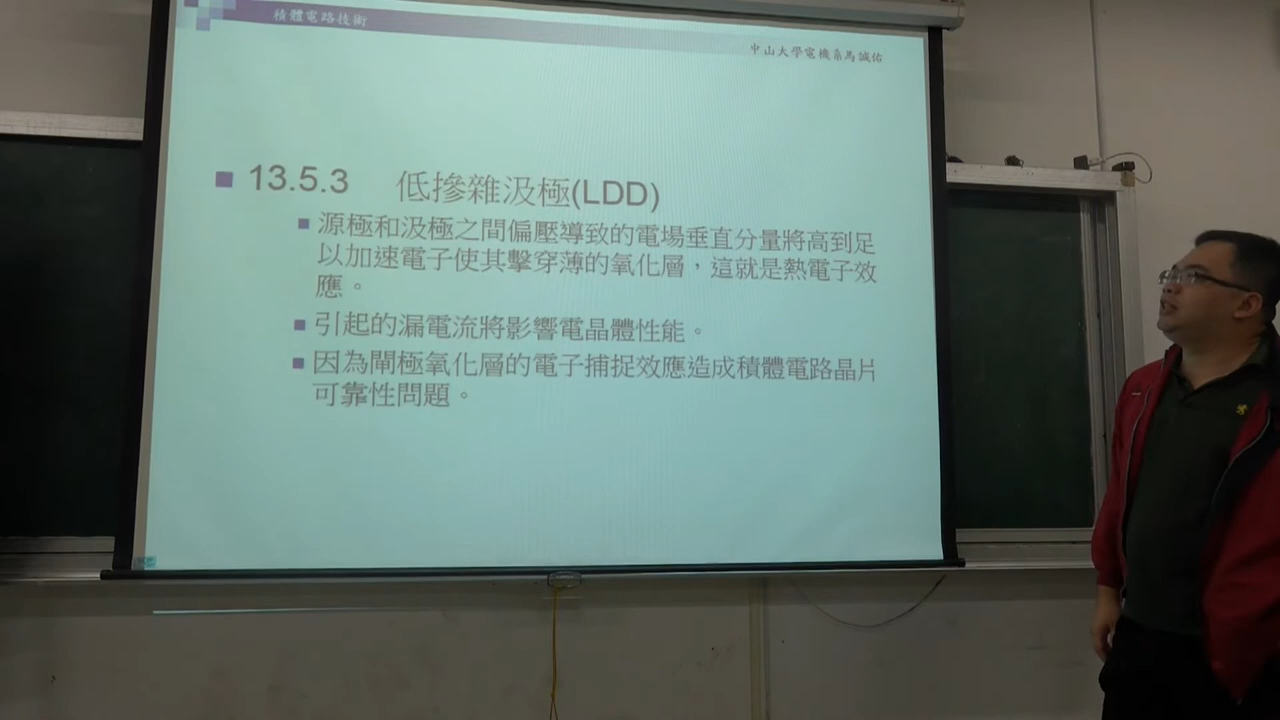 積體電路技術
中山大學電機系馬誠佑
■ 13.5.3 低摻雜汲極(LDD)
■ 源極和汲極之間偏壓導致的電場垂直分量將高到足
以加速電子使其擊穿薄的氧化層，這就是熱電子效
應。
■ 引起的漏電流將影響電晶體性能。
■ 因為閘極氧化層的電子捕捉效應造成積體電路晶片
可靠性問題。